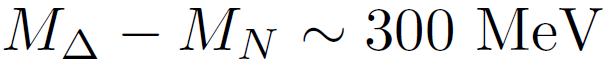 M_Δ − M_N ∼ 300 MeV